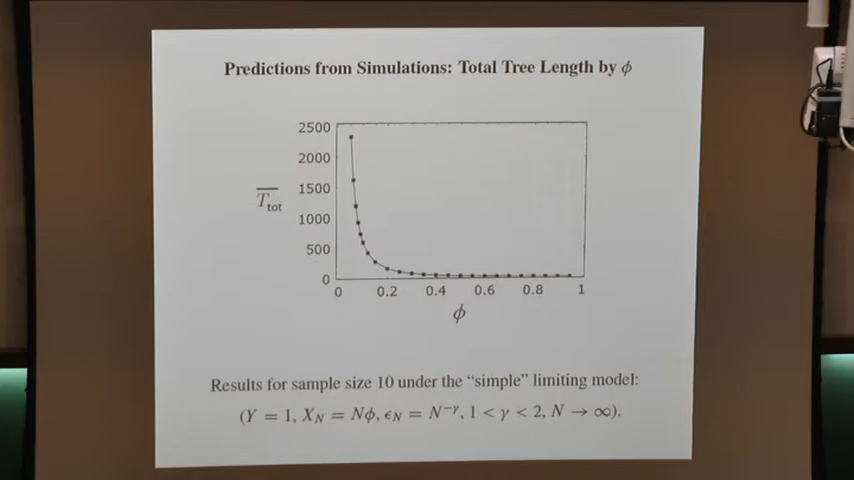 Predictions from Simulations: Total Tree Length by ϕ
2500
2000
1500
1000
500
0
T̅tot
0 0.2 0.4 0.6 0.8 1
ϕ
Results for sample size 10 under the “simple” limiting model:
(Y = 1, X_N = Nϕ, ϵ_N = N^−γ, 1 < γ < 2, N → ∞).